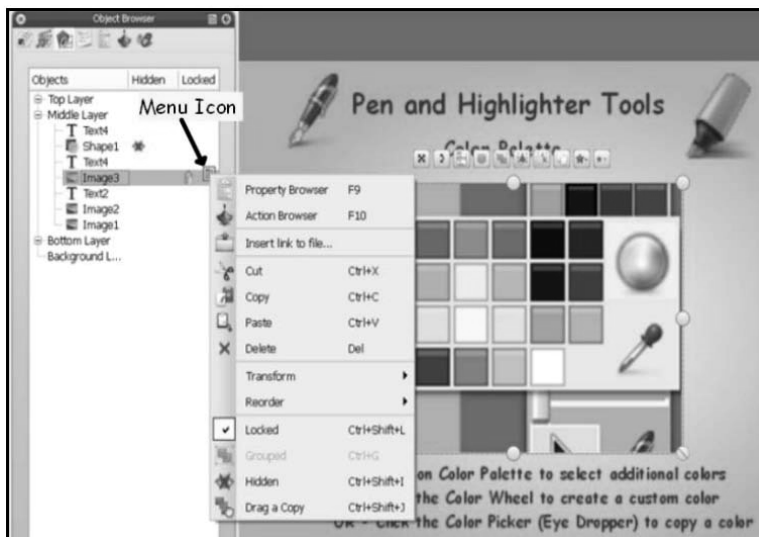 Object Browser
Objects Hidden Locked
Top Layer
Middle Layer
Text4
Shape1
Text4
Image3
Text2
Image2
Image1
Bottom Layer
Background L...
Menu Icon
Property Browser F9
Action Browser F10
Insert link to file...
Cut Ctrl+X
Copy Ctrl+C
Paste Ctrl+V
Delete Del
Transform
Reorder
Locked Ctrl+Shift+L
Grouped Ctrl+G
Hidden Ctrl+Shift+I
Drag a Copy Ctrl+Shift+J
Pen and Highlighter Tools
Color Palette
on Color Palette to select additional colors
the Color Wheel to create a custom color
OR - Click the Color Picker (Eye Dropper) to copy a color